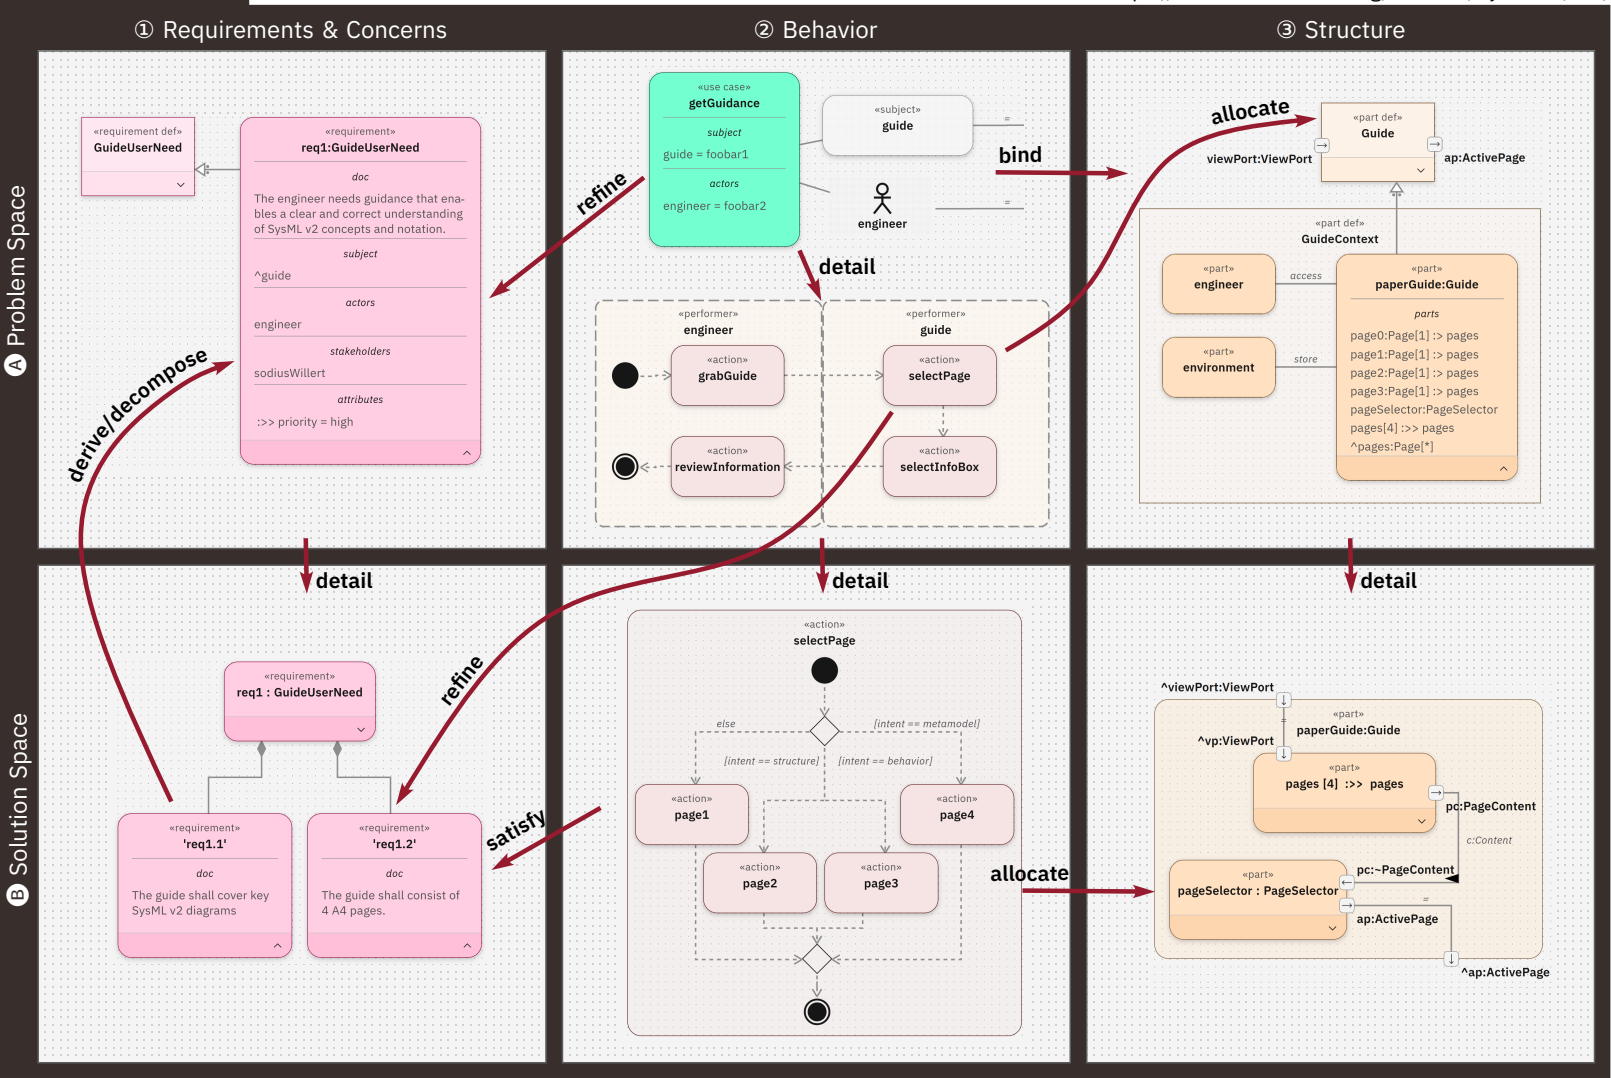 ① Requirements & Concerns
② Behavior
③ Structure
A Problem Space
«requirement def»
GuideUserNeed
«requirement»
req1:GuideUserNeed
doc
The engineer needs guidance that ena-
bles a clear and correct understanding
of SysML v2 concepts and notation.
subject
^guide
actors
engineer
stakeholders
sodiusWillert
attributes
:>> priority = high
derive/decompose
refine
detail
«use case»
getGuidance
subject
guide = foobar1
actors
engineer = foobar2
«subject»
guide
=
engineer
=
bind
detail
«performer»
engineer
«performer»
guide
«action»
grabGuide
«action»
selectPage
«action»
reviewInformation
«action»
selectInfoBox
detail
allocate
«part def»
Guide
viewPort:ViewPort
ap:ActivePage
«part def»
GuideContext
«part»
engineer
access
«part»
environment
store
«part»
paperGuide:Guide
parts
page0:Page[1] :> pages
page1:Page[1] :> pages
page2:Page[1] :> pages
page3:Page[1] :> pages
pageSelector:PageSelector
pages[4] :>> pages
^pages:Page[*]
detail
B Solution Space
«requirement»
req1 : GuideUserNeed
«requirement»
'req1.1'
doc
The guide shall cover key
SysML v2 diagrams
«requirement»
'req1.2'
doc
The guide shall consist of
4 A4 pages.
refine
satisfy
«action»
selectPage
else
[intent == metamodel]
[intent == structure]
[intent == behavior]
«action»
page1
«action»
page4
«action»
page2
«action»
page3
allocate
^viewPort:ViewPort
=
«part»
paperGuide:Guide
^vp:ViewPort
«part»
pages [4] :>> pages
pc:PageContent
c:Content
«part»
pageSelector : PageSelector
pc:~PageContent
=
ap:ActivePage
^ap:ActivePage